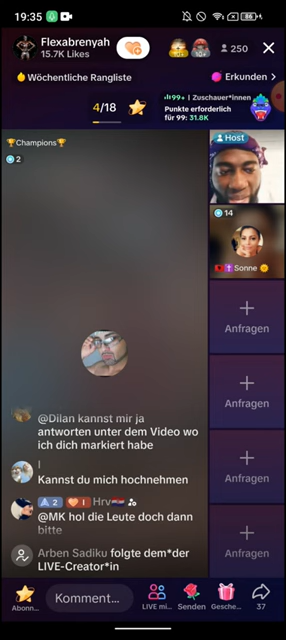 19:35
86
Flexabrenyah
15.7K Likes
250
Wöchentliche Rangliste
Erkunden >
4/18
99+ | Zuschauer*innen
Punkte erforderlich
für 99: 31.8K
🏆Champions🏆
2
Host
14
Sonne
Anfragen
Anfragen
Anfragen
Anfragen
@Dilan kannst mir ja
antworten unter dem Video wo
ich dich markiert habe
I
Kannst du mich hochnehmen
2 I Hrv
@MK hol die Leute doch dann
bitte
Arben Sadiku folgte dem*der
LIVE-Creator*in
Abonn...
Komment...
LIVE mi...
Senden
Gesche...
37